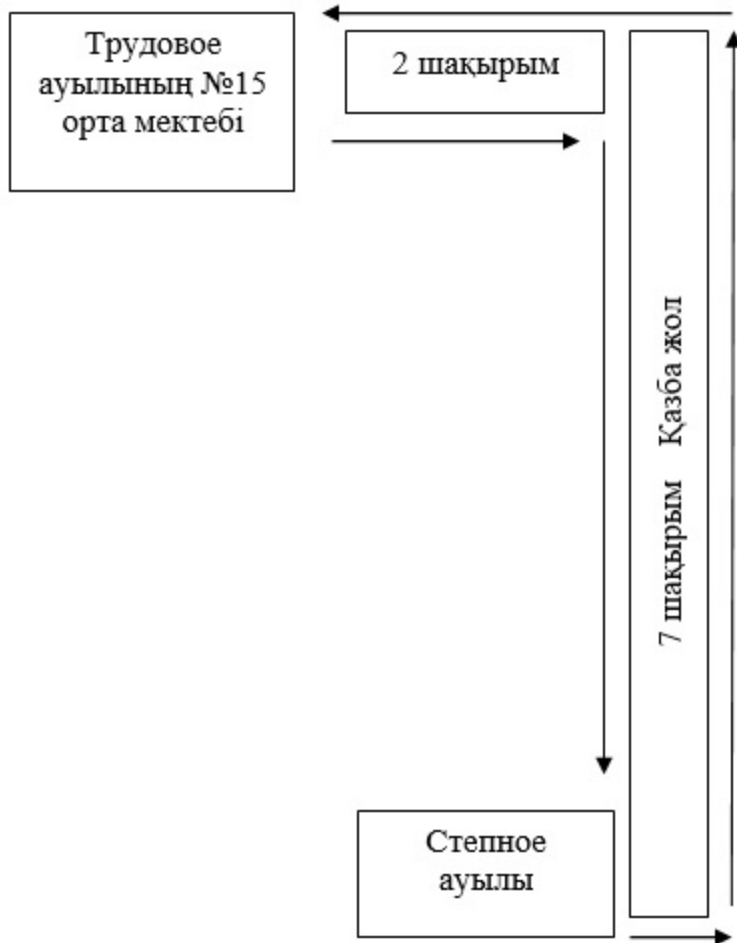 Трудовое
ауылының №15
орта мектебі
2 шақырым
7 шақырым Қазба жол
Степное
ауылы